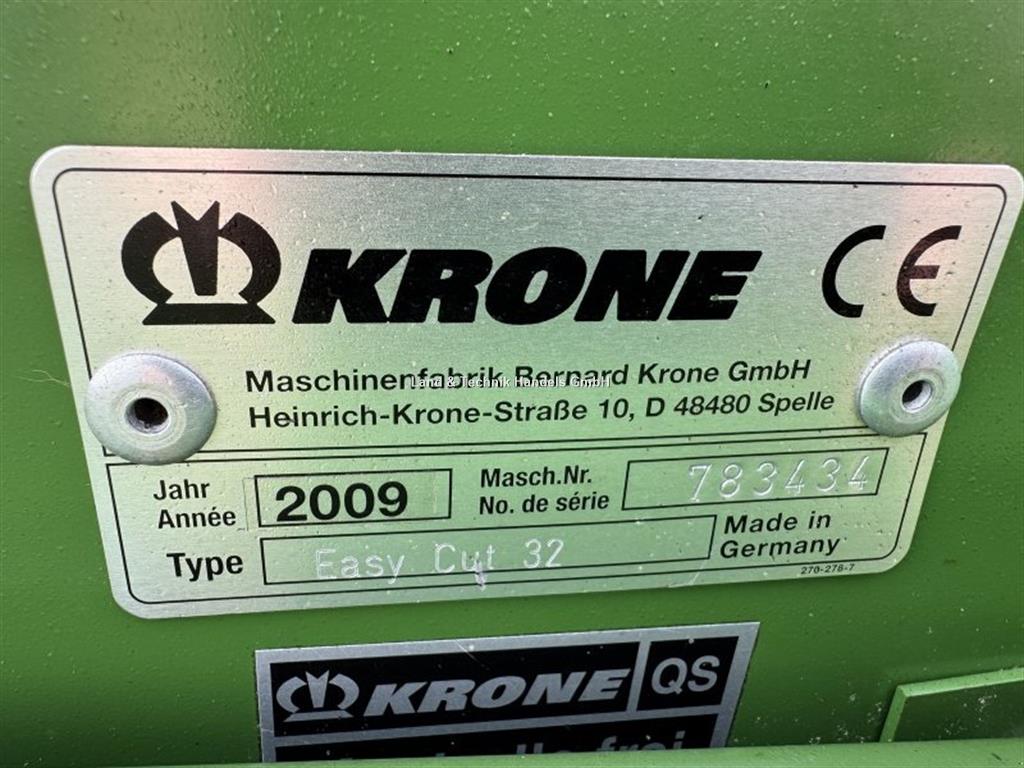 KRONE CE
Maschinenfabrik Bernard Krone GmbH
Land & Technik Handels GmbH
Heinrich-Krone-Straße 10, D 48480 Spelle
Jahr
Année
2009
Masch.Nr.
No. de série
783434
Type
Easy Cut 32
Made in
Germany
270-278-7
KRONE QS